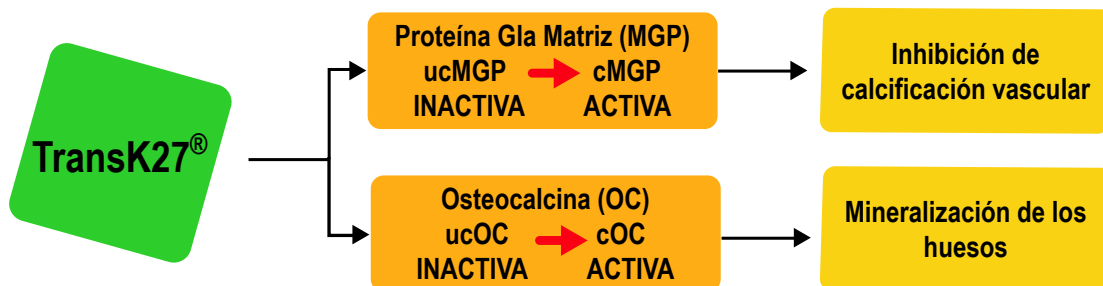 TransK27®
Proteína Gla Matriz (MGP)
ucMGP cMGP
INACTIVA ACTIVA
Inhibición de
calcificación vascular
Osteocalcina (OC)
ucOC cOC
INACTIVA ACTIVA
Mineralización de los
huesos